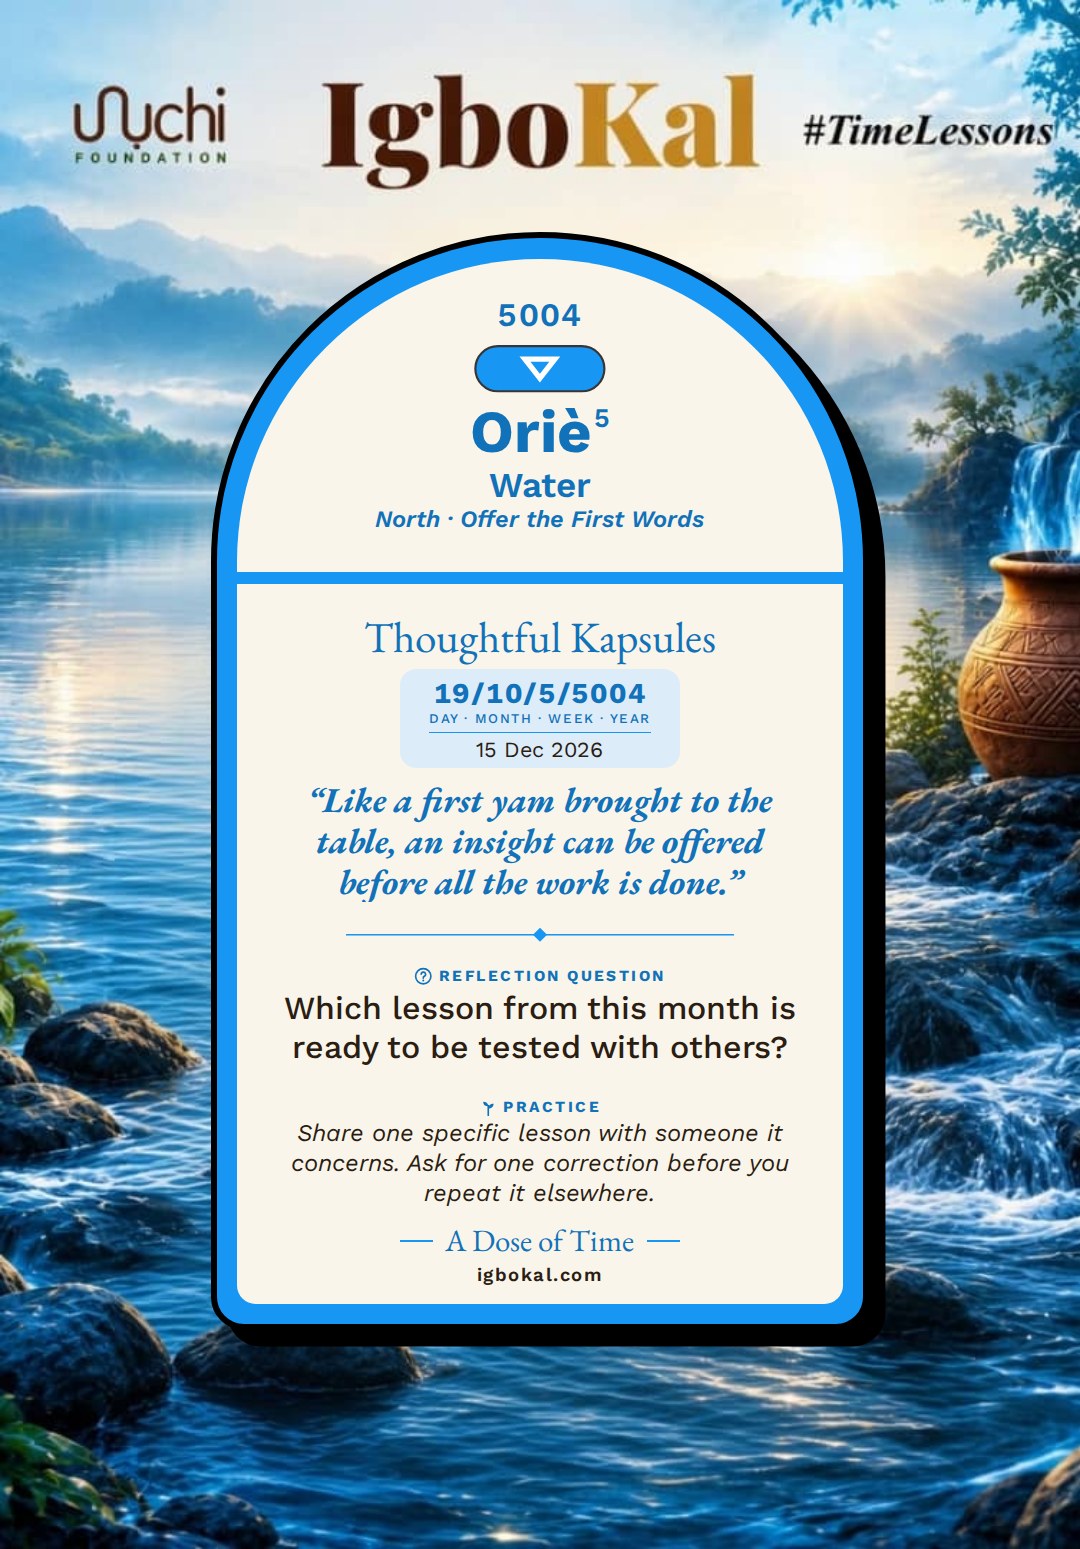 Uuchi
FOUNDATION
IgboKal
#TimeLessons
5004
Oriè⁵
Water
North · Offer the First Words
Thoughtful Kapsules
19/10/5/5004
DAY · MONTH · WEEK · YEAR
15 Dec 2026
“Like a first yam brought to the
table, an insight can be offered
before all the work is done.”
REFLECTION QUESTION
Which lesson from this month is
ready to be tested with others?
PRACTICE
Share one specific lesson with someone it
concerns. Ask for one correction before you
repeat it elsewhere.
A Dose of Time
igbokal.com